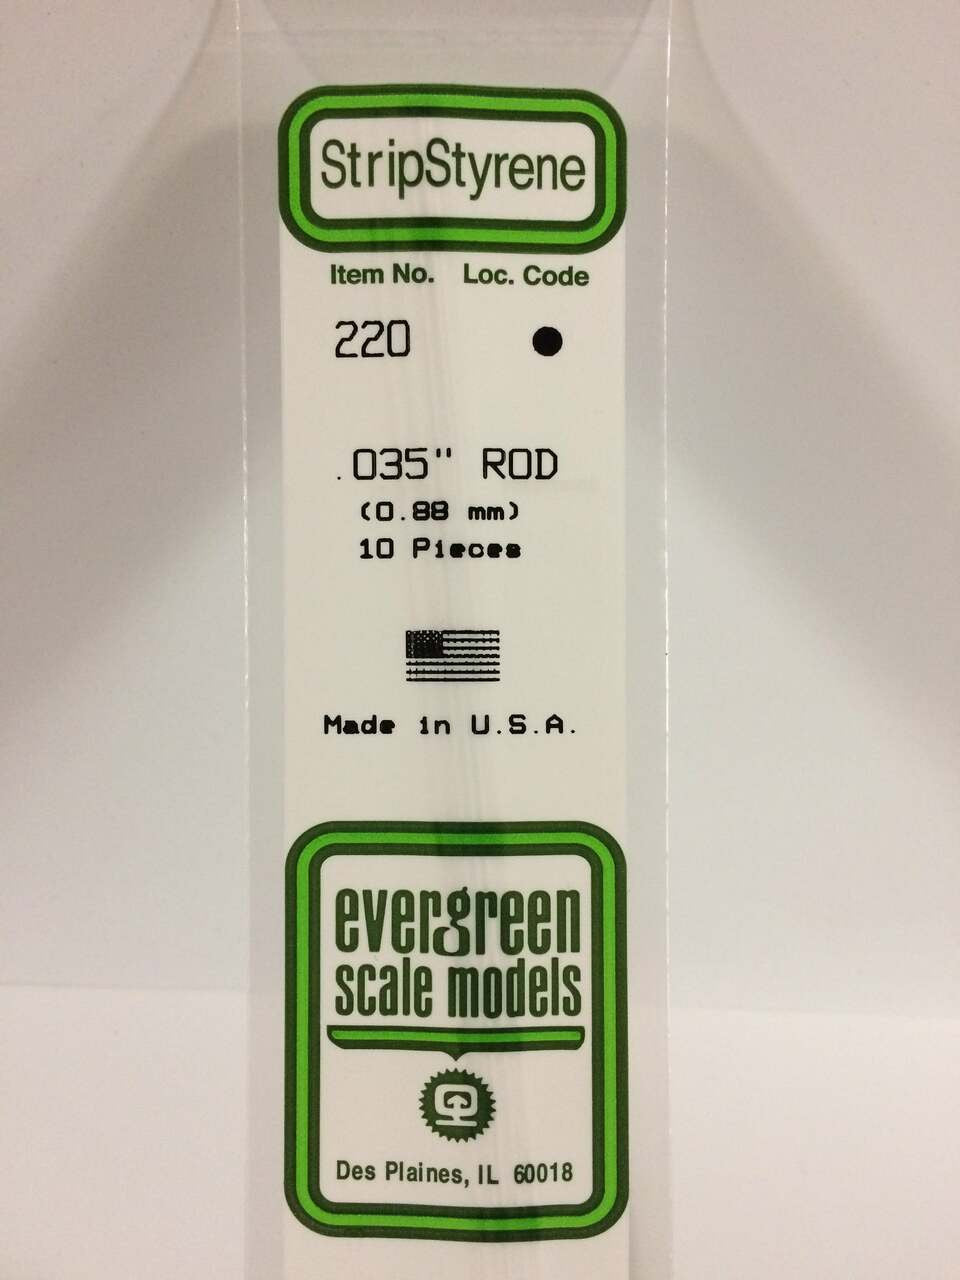 StripStyrene
Item No. Loc. Code
220 ●
.035" ROD
(0.88 mm)
10 Pieces
Made in U.S.A.
evergreen
scale models
Des Plaines, IL 60018